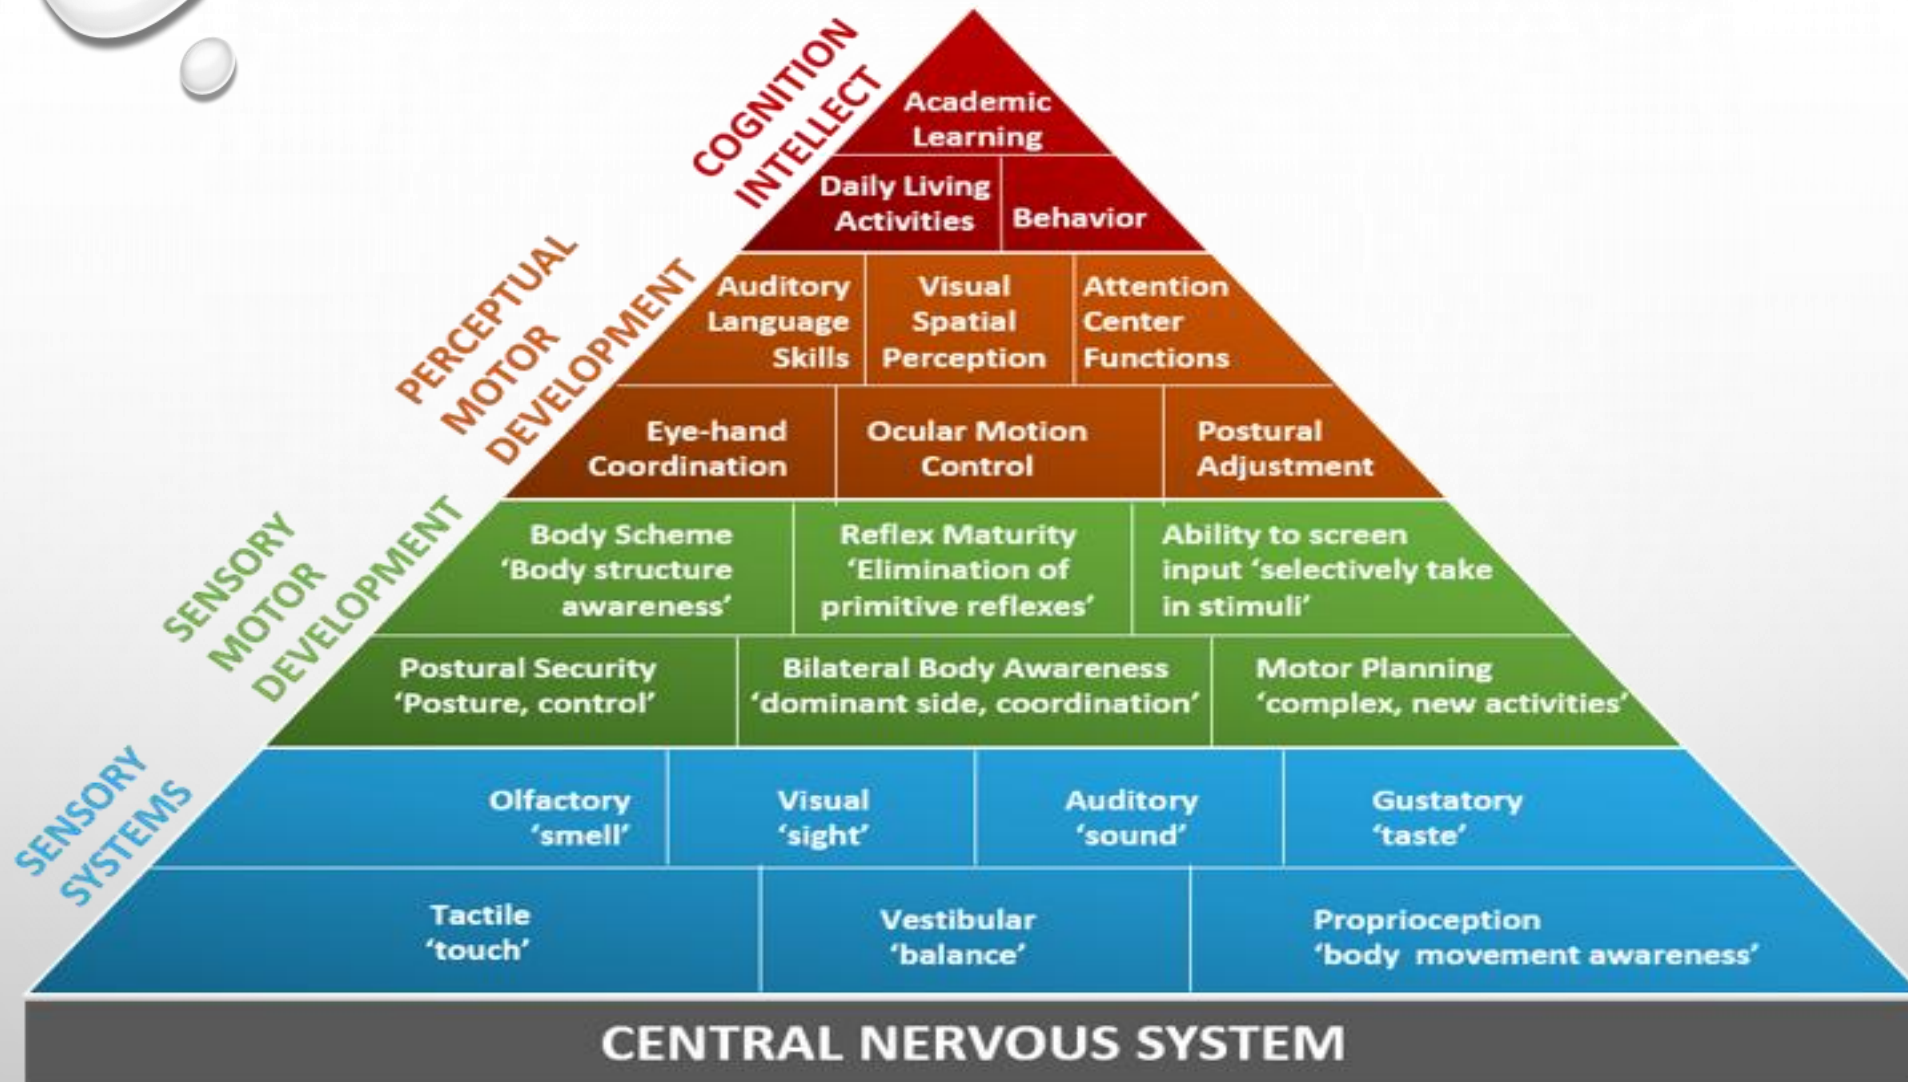 COGNITION
INTELLECT
Academic
Learning
Daily Living
Activities
Behavior
PERCEPTUAL
MOTOR
DEVELOPMENT
Auditory
Language
Skills
Visual
Spatial
Perception
Attention
Center
Functions
Eye-hand
Coordination
Ocular Motion
Control
Postural
Adjustment
SENSORY
MOTOR
DEVELOPMENT
Body Scheme
‘Body structure
awareness’
Reflex Maturity
‘Elimination of
primitive reflexes’
Ability to screen
input ‘selectively take
in stimuli’
Postural Security
‘Posture, control’
Bilateral Body Awareness
‘dominant side, coordination’
Motor Planning
‘complex, new activities’
SENSORY
SYSTEMS
Olfactory
‘smell’
Visual
‘sight’
Auditory
‘sound’
Gustatory
‘taste’
Tactile
‘touch’
Vestibular
‘balance’
Proprioception
‘body movement awareness’
CENTRAL NERVOUS SYSTEM